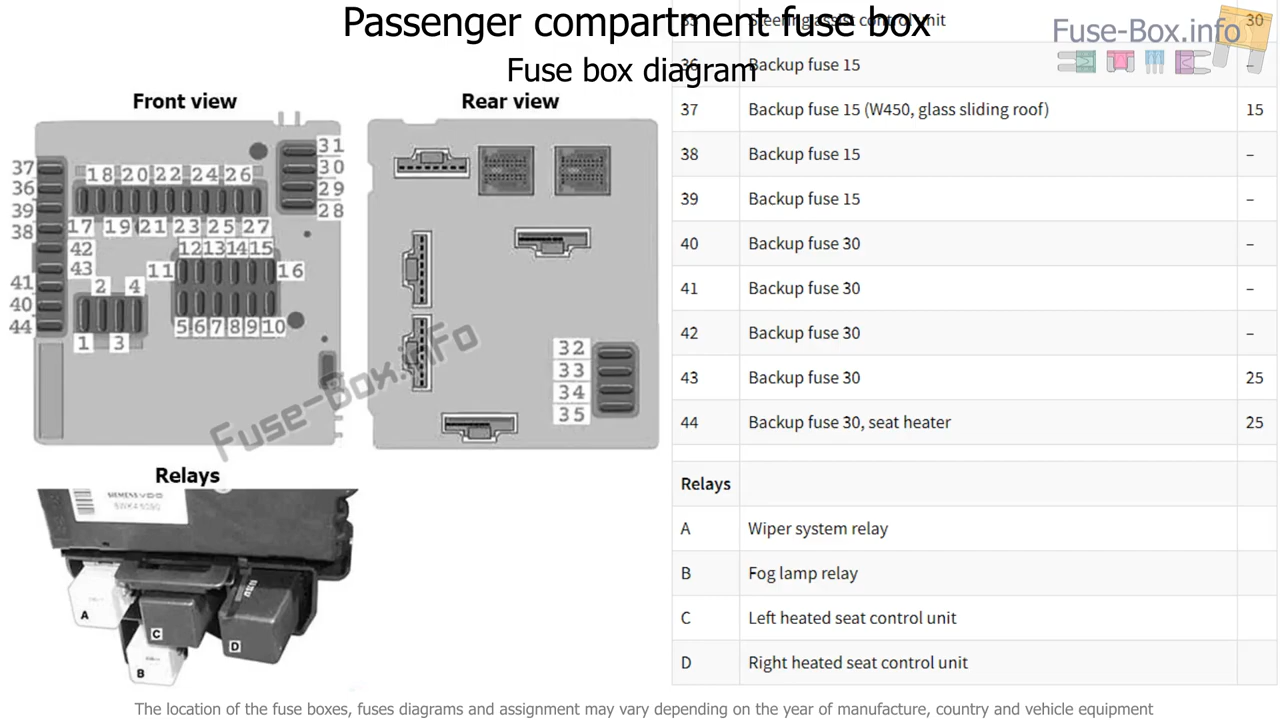 Passenger compartment fuse box
Fuse box diagram
Fuse-Box.info
Front view
Rear view
31
30
29
28
37
36
39
38
41
40
44
18 20 22 24 26
17 19 21 23 25 27
42
43
2 4
1 3
12 13 14 15
11 16
5 6 7 8 9 10
32
33
34
35
Fuse-Box.info
Relays
SIEMENS VDO
A
C
D
B
35 Steering assist control unit 30
36 Backup fuse 15 –
37 Backup fuse 15 (W450, glass sliding roof) 15
38 Backup fuse 15 –
39 Backup fuse 15 –
40 Backup fuse 30 –
41 Backup fuse 30 –
42 Backup fuse 30 –
43 Backup fuse 30 25
44 Backup fuse 30, seat heater 25
Relays
A Wiper system relay
B Fog lamp relay
C Left heated seat control unit
D Right heated seat control unit
The location of the fuse boxes, fuses diagrams and assignment may vary depending on the year of manufacture, country and vehicle equipment